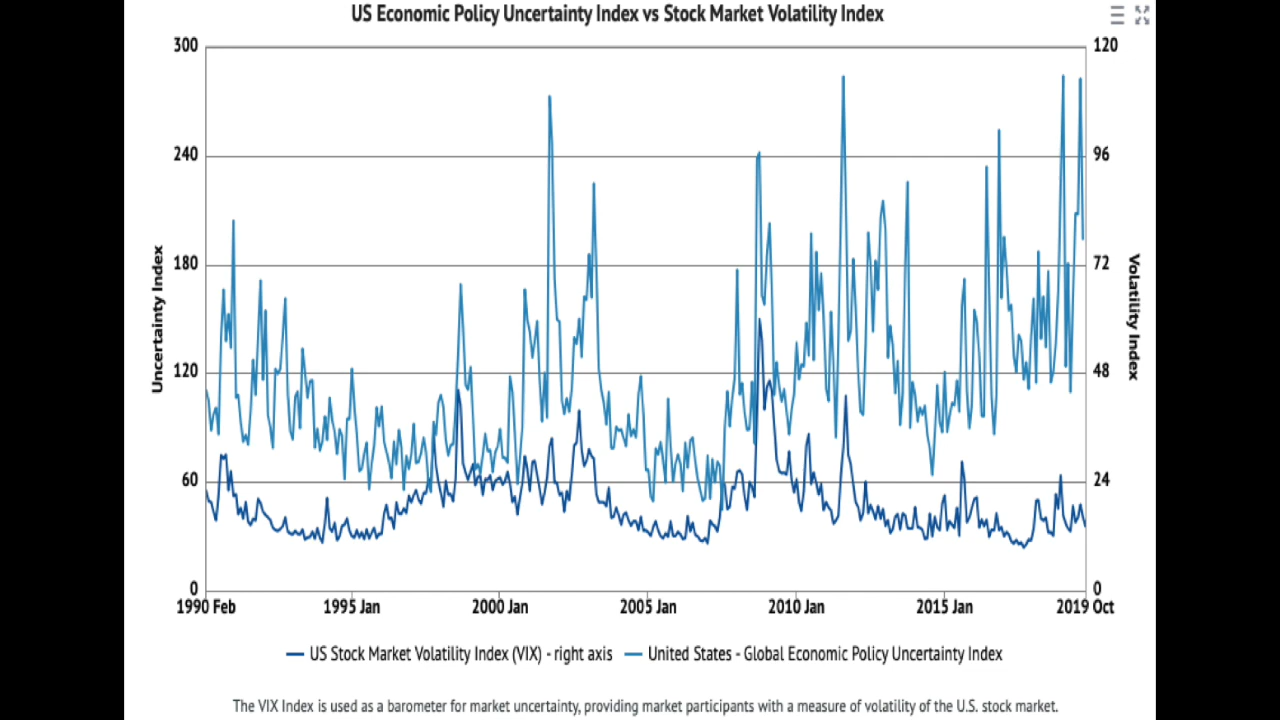 US Economic Policy Uncertainty Index vs Stock Market Volatility Index
300
240
180
120
60
0
Uncertainty Index
120
96
72
48
24
0
Volatility Index
1990 Feb 1995 Jan 2000 Jan 2005 Jan 2010 Jan 2015 Jan 2019 Oct
US Stock Market Volatility Index (VIX) - right axis United States - Global Economic Policy Uncertainty Index
The VIX Index is used as a barometer for market uncertainty, providing market participants with a measure of volatility of the U.S. stock market.